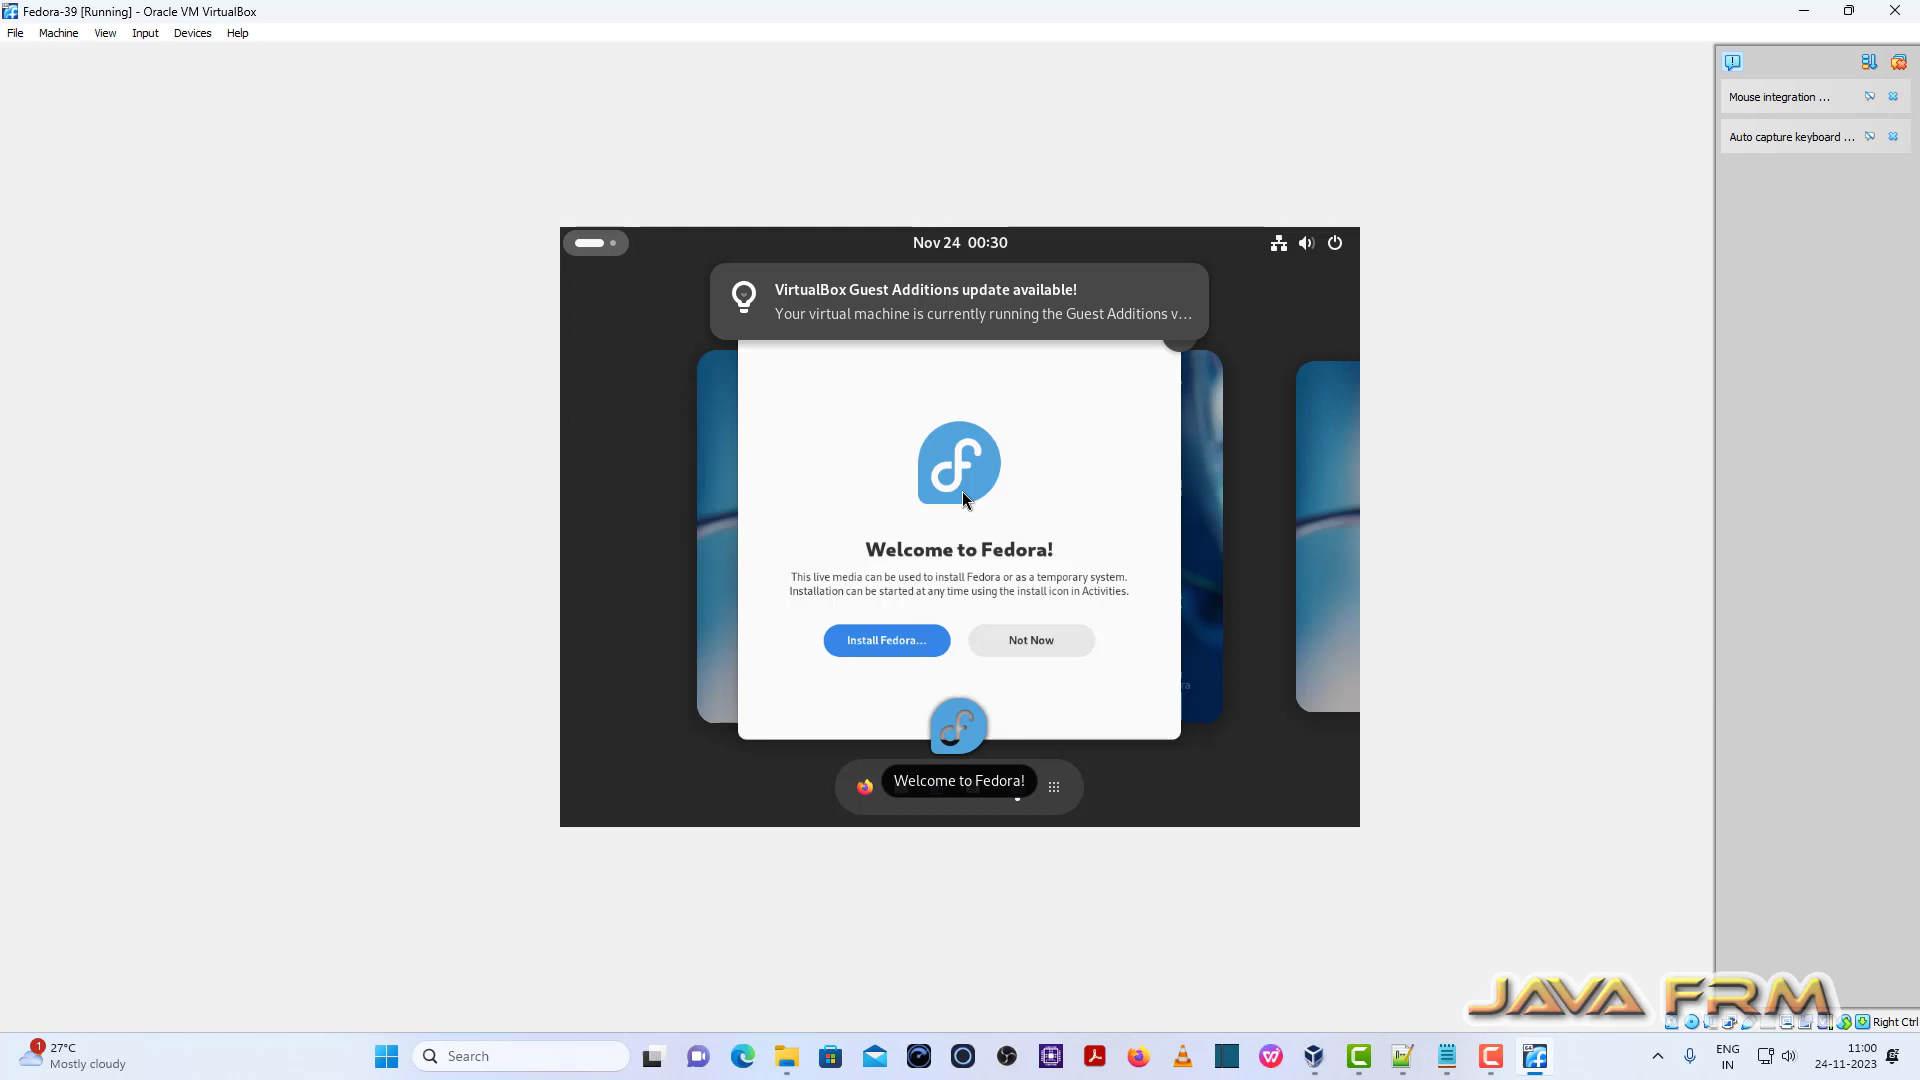 Fedora-39 [Running] - Oracle VM VirtualBox
File Machine View Input Devices Help
Mouse integration ...
Auto capture keyboard ...
Nov 24 00:30
VirtualBox Guest Additions update available!
Your virtual machine is currently running the Guest Additions v...
Welcome to Fedora!
This live media can be used to install Fedora or as a temporary system.
Installation can be started at any time using the install icon in Activities.
Install Fedora...
Not Now
Welcome to Fedora!
JAVA FRM
Right Ctrl
1
27°C
Mostly cloudy
Search
ENG
IN
11:00
24-11-2023